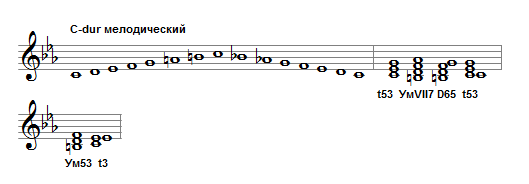 C-dur мелодический
t53 УмVII7 D65 t53
Ум53 t3